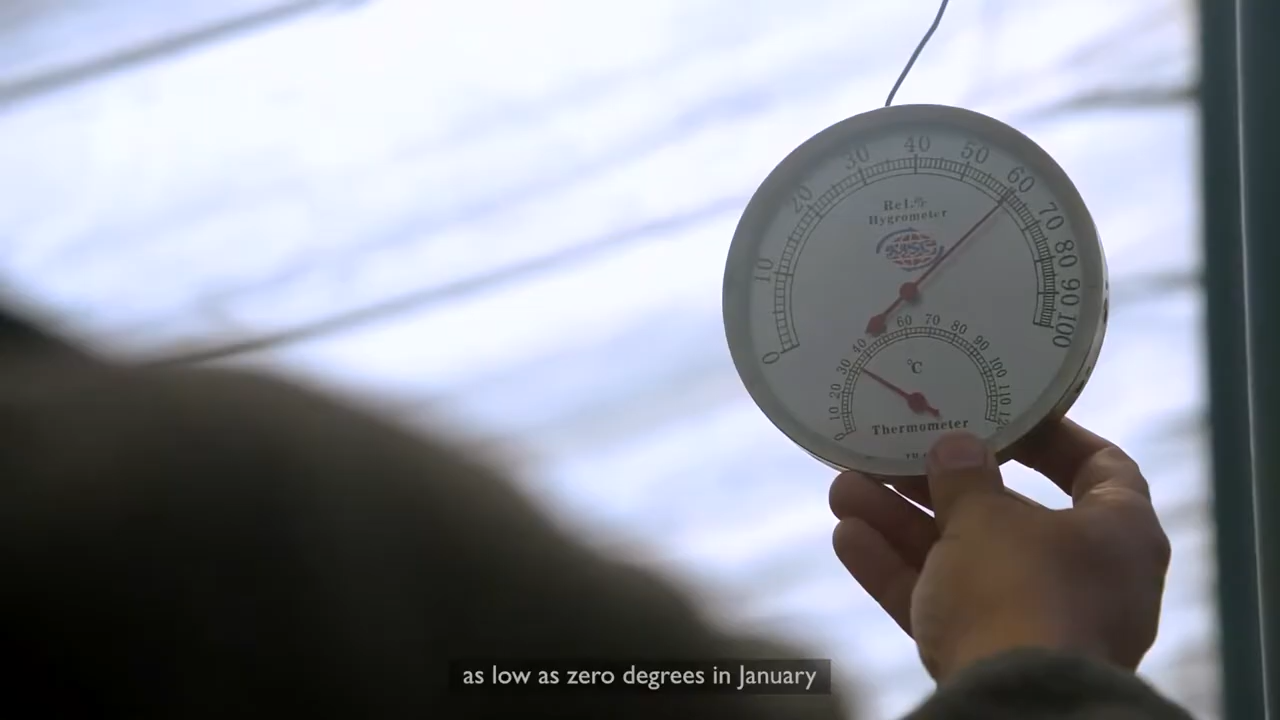 0 10 20 30 40 50 60 70 80 90 100
Rel.%
Hygrometer
0 10 20 30 40 60 70 80 90 100 110
°C
Thermometer
as low as zero degrees in January